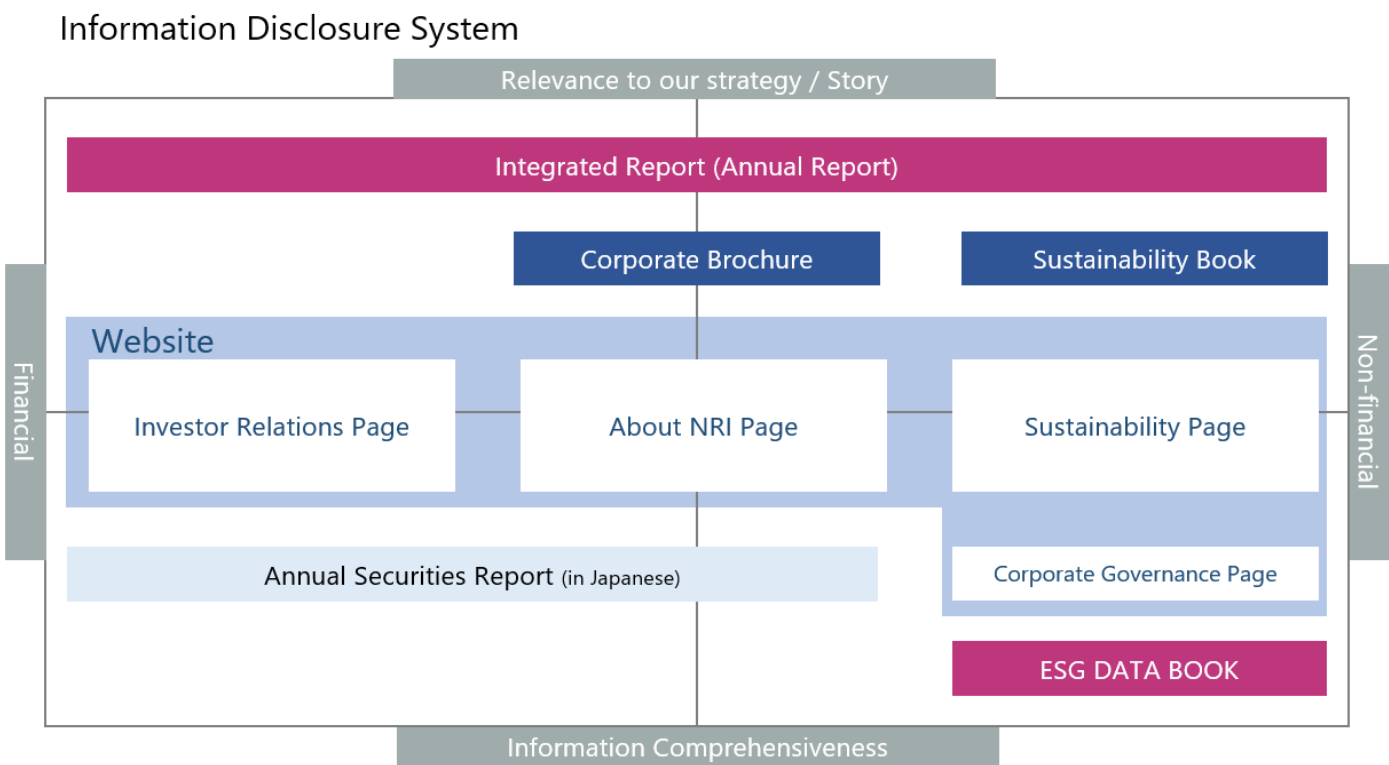 Information Disclosure System
Relevance to our strategy / Story
Integrated Report (Annual Report)
Corporate Brochure
Sustainability Book
Website
Financial
Investor Relations Page
About NRI Page
Sustainability Page
Non-financial
Annual Securities Report (in Japanese)
Corporate Governance Page
ESG DATA BOOK
Information Comprehensiveness